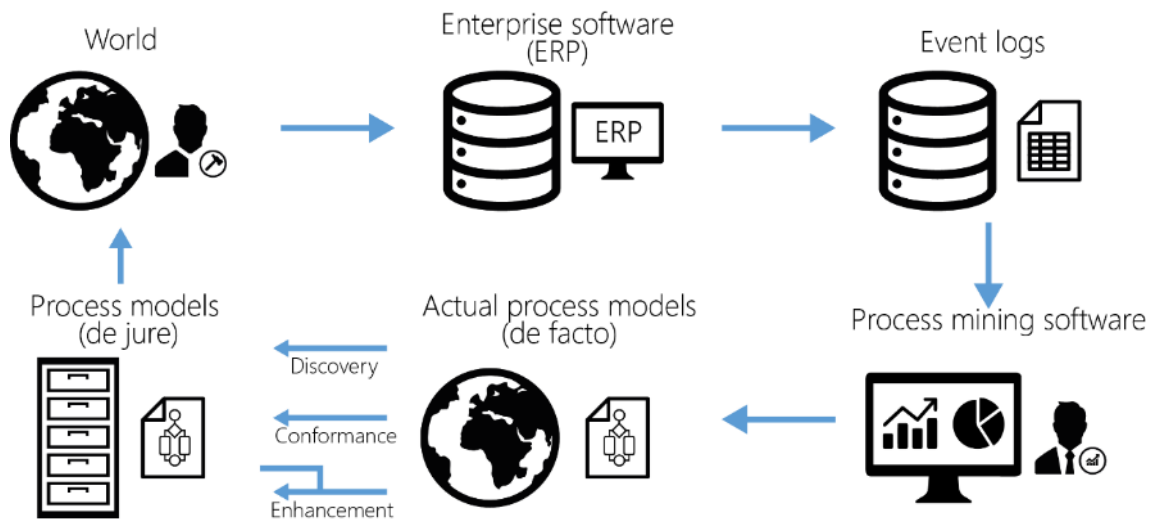 World
Enterprise software
(ERP)
Event logs
ERP
Process models
(de jure)
Actual process models
(de facto)
Process mining software
Discovery
Conformance
Enhancement